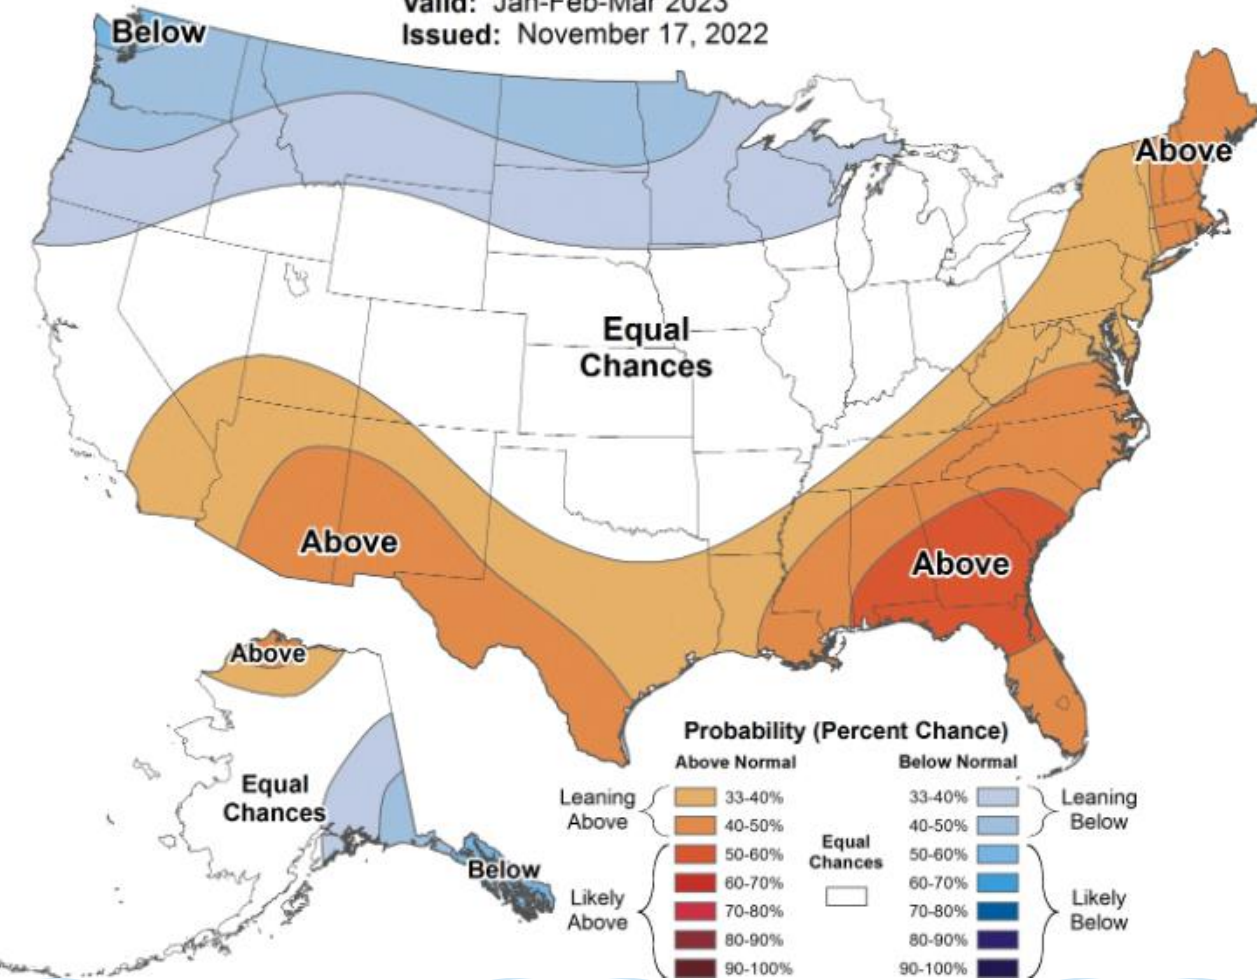 Valid: Jan-Feb-Mar 2023
Issued: November 17, 2022
Below
Above
Equal
Chances
Above
Above
Above
Equal
Chances
Below
Probability (Percent Chance)
Above Normal
Below Normal
Leaning
Above
33-40%
40-50%
Likely
Above
50-60%
60-70%
70-80%
80-90%
90-100%
Equal
Chances
33-40%
40-50%
Leaning
Below
50-60%
60-70%
70-80%
80-90%
90-100%
Likely
Below